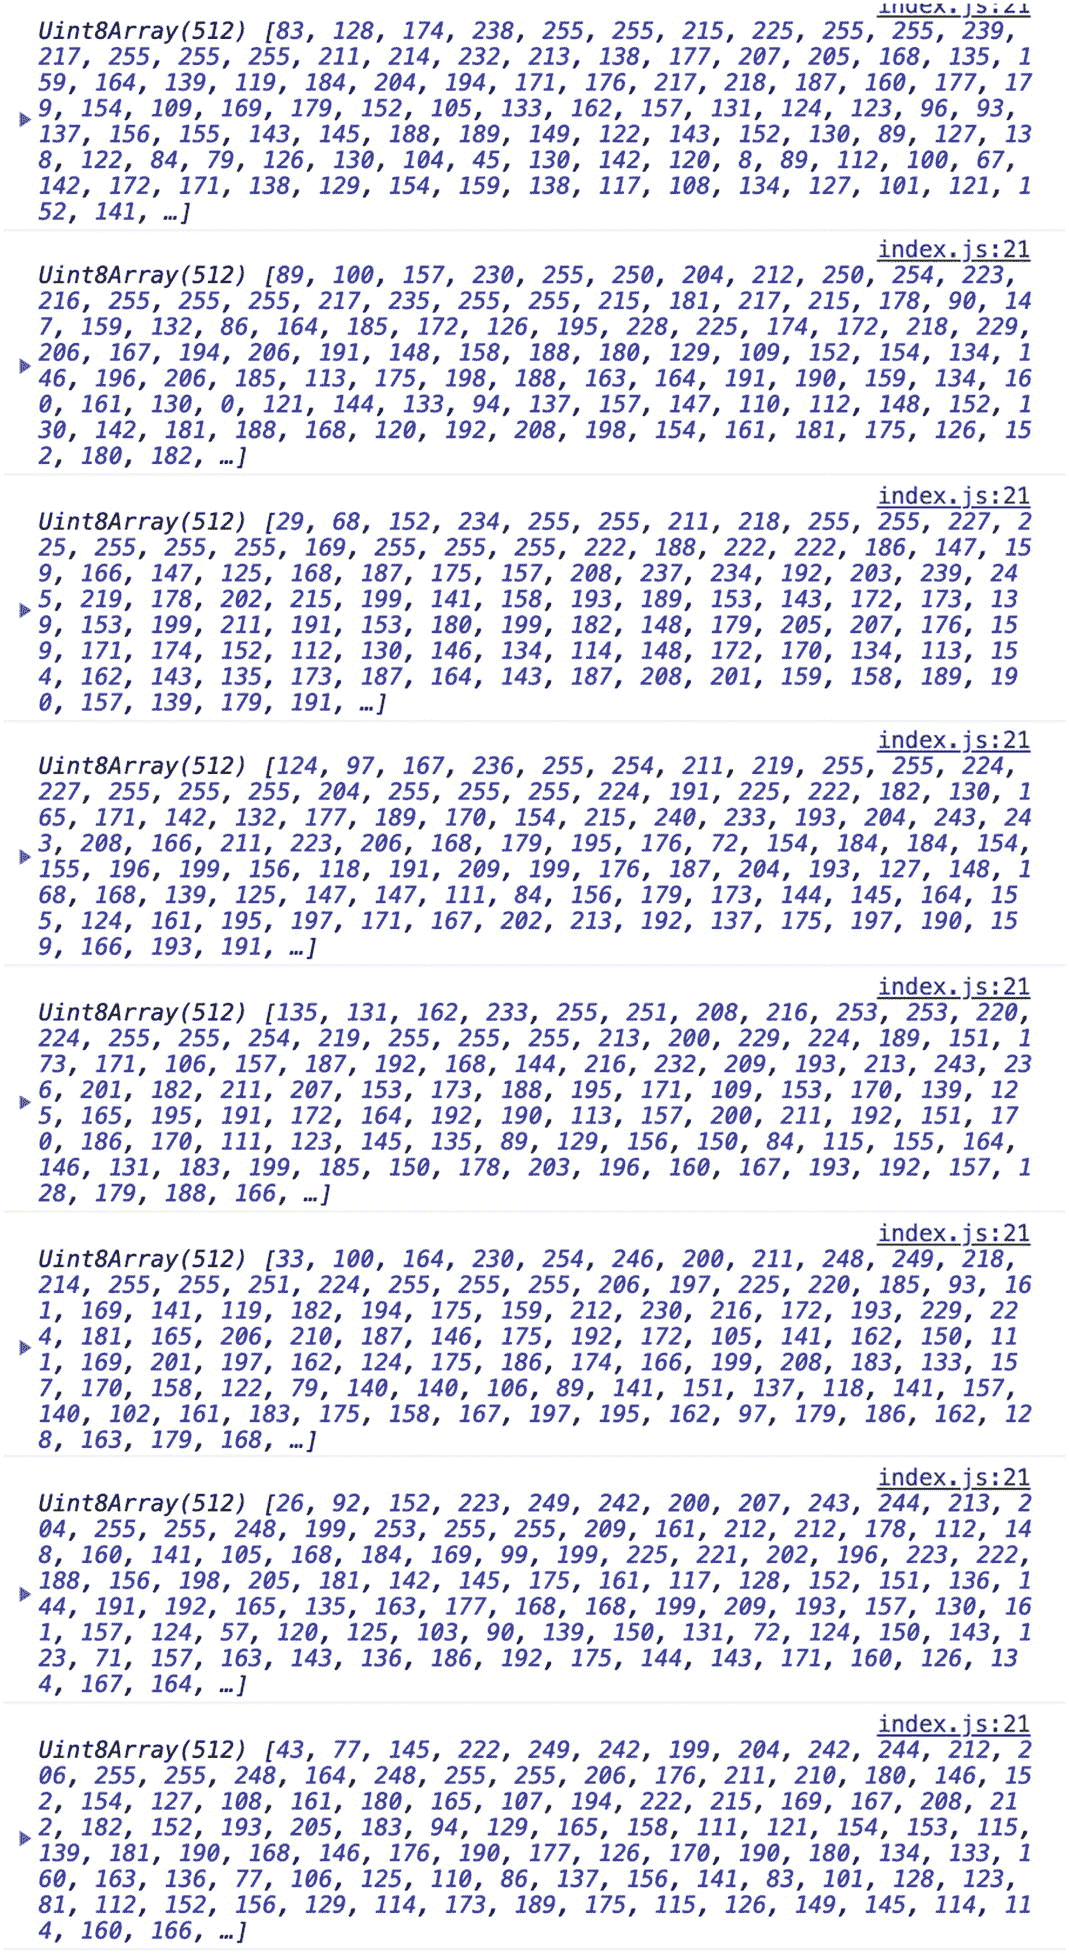 index.js:21
Uint8Array(512) [83, 128, 174, 238, 255, 255, 215, 225, 255, 255, 239,
217, 255, 255, 255, 211, 214, 232, 213, 138, 177, 207, 205, 168, 135, 1
59, 164, 139, 119, 184, 204, 194, 171, 176, 217, 218, 187, 160, 177, 17
9, 154, 109, 169, 179, 152, 105, 133, 162, 157, 131, 124, 123, 96, 93,
137, 156, 155, 143, 145, 188, 189, 149, 122, 143, 152, 130, 89, 127, 13
8, 122, 84, 79, 126, 130, 104, 45, 130, 142, 120, 8, 89, 112, 100, 67,
142, 172, 171, 138, 129, 154, 159, 138, 117, 108, 134, 127, 101, 121, 1
52, 141, …]
index.js:21
Uint8Array(512) [89, 100, 157, 230, 255, 250, 204, 212, 250, 254, 223,
216, 255, 255, 255, 217, 235, 255, 255, 215, 181, 217, 215, 178, 90, 14
7, 159, 132, 86, 164, 185, 172, 126, 195, 228, 225, 174, 172, 218, 229,
206, 167, 194, 206, 191, 148, 158, 188, 180, 129, 109, 152, 154, 134, 1
46, 196, 206, 185, 113, 175, 198, 188, 163, 164, 191, 190, 159, 134, 16
0, 161, 130, 0, 121, 144, 133, 94, 137, 157, 147, 110, 112, 148, 152, 1
30, 142, 181, 188, 168, 120, 192, 208, 198, 154, 161, 181, 175, 126, 15
2, 180, 182, …]
index.js:21
Uint8Array(512) [29, 68, 152, 234, 255, 255, 211, 218, 255, 255, 227, 2
25, 255, 255, 255, 169, 255, 255, 255, 222, 188, 222, 222, 186, 147, 15
9, 166, 147, 125, 168, 187, 175, 157, 208, 237, 234, 192, 203, 239, 24
5, 219, 178, 202, 215, 199, 141, 158, 193, 189, 153, 143, 172, 173, 13
9, 153, 199, 211, 191, 153, 180, 199, 182, 148, 179, 205, 207, 176, 15
9, 171, 174, 152, 112, 130, 146, 134, 114, 148, 172, 170, 134, 113, 15
4, 162, 143, 135, 173, 187, 164, 143, 187, 208, 201, 159, 158, 189, 19
0, 157, 139, 179, 191, …]
index.js:21
Uint8Array(512) [124, 97, 167, 236, 255, 254, 211, 219, 255, 255, 224,
227, 255, 255, 255, 204, 255, 255, 255, 224, 191, 225, 222, 182, 130, 1
65, 171, 142, 132, 177, 189, 170, 154, 215, 240, 233, 193, 204, 243, 24
3, 208, 166, 211, 223, 206, 168, 179, 195, 176, 72, 154, 184, 184, 154,
155, 196, 199, 156, 118, 191, 209, 199, 176, 187, 204, 193, 127, 148, 1
68, 168, 139, 125, 147, 147, 111, 84, 156, 179, 173, 144, 145, 164, 15
5, 124, 161, 195, 197, 171, 167, 202, 213, 192, 137, 175, 197, 190, 15
9, 166, 193, 191, …]
index.js:21
Uint8Array(512) [135, 131, 162, 233, 255, 251, 208, 216, 253, 253, 220,
224, 255, 255, 254, 219, 255, 255, 255, 213, 200, 229, 224, 189, 151, 1
73, 171, 106, 157, 187, 192, 168, 144, 216, 232, 209, 193, 213, 243, 23
6, 201, 182, 211, 207, 153, 173, 188, 195, 171, 109, 153, 170, 139, 12
5, 165, 195, 191, 172, 164, 192, 190, 113, 157, 200, 211, 192, 151, 17
0, 186, 170, 111, 123, 145, 135, 89, 129, 156, 150, 84, 115, 155, 164,
146, 131, 183, 199, 185, 150, 178, 203, 196, 160, 167, 193, 192, 157, 1
28, 179, 188, 166, …]
index.js:21
Uint8Array(512) [33, 100, 164, 230, 254, 246, 200, 211, 248, 249, 218,
214, 255, 255, 251, 224, 255, 255, 255, 206, 197, 225, 220, 185, 93, 16
1, 169, 141, 119, 182, 194, 175, 159, 212, 230, 216, 172, 193, 229, 22
4, 181, 165, 206, 210, 187, 146, 175, 192, 172, 105, 141, 162, 150, 11
1, 169, 201, 197, 162, 124, 175, 186, 174, 166, 199, 208, 183, 133, 15
7, 170, 158, 122, 79, 140, 140, 106, 89, 141, 151, 137, 118, 141, 157,
140, 102, 161, 183, 175, 158, 167, 197, 195, 162, 97, 179, 186, 162, 12
8, 163, 179, 168, …]
index.js:21
Uint8Array(512) [26, 92, 152, 223, 249, 242, 200, 207, 243, 244, 213, 2
04, 255, 255, 248, 199, 253, 255, 255, 209, 161, 212, 212, 178, 112, 14
8, 160, 141, 105, 168, 184, 169, 99, 199, 225, 221, 202, 196, 223, 222,
188, 156, 198, 205, 181, 142, 145, 175, 161, 117, 128, 152, 151, 136, 1
44, 191, 192, 165, 135, 163, 177, 168, 168, 199, 209, 193, 157, 130, 16
1, 157, 124, 57, 120, 125, 103, 90, 139, 150, 131, 72, 124, 150, 143, 1
23, 71, 157, 163, 143, 136, 186, 192, 175, 144, 143, 171, 160, 126, 13
4, 167, 164, …]
index.js:21
Uint8Array(512) [43, 77, 145, 222, 249, 242, 199, 204, 242, 244, 212, 2
06, 255, 255, 248, 164, 248, 255, 255, 206, 176, 211, 210, 180, 146, 15
2, 154, 127, 108, 161, 180, 165, 107, 194, 222, 215, 169, 167, 208, 21
2, 182, 152, 193, 205, 183, 94, 129, 165, 158, 111, 121, 154, 153, 115,
139, 181, 190, 168, 146, 176, 190, 177, 126, 170, 190, 180, 134, 133, 1
60, 163, 136, 77, 106, 125, 110, 86, 137, 156, 141, 83, 101, 128, 123,
81, 112, 152, 156, 129, 114, 173, 189, 175, 115, 126, 149, 145, 114, 11
4, 160, 166, …]